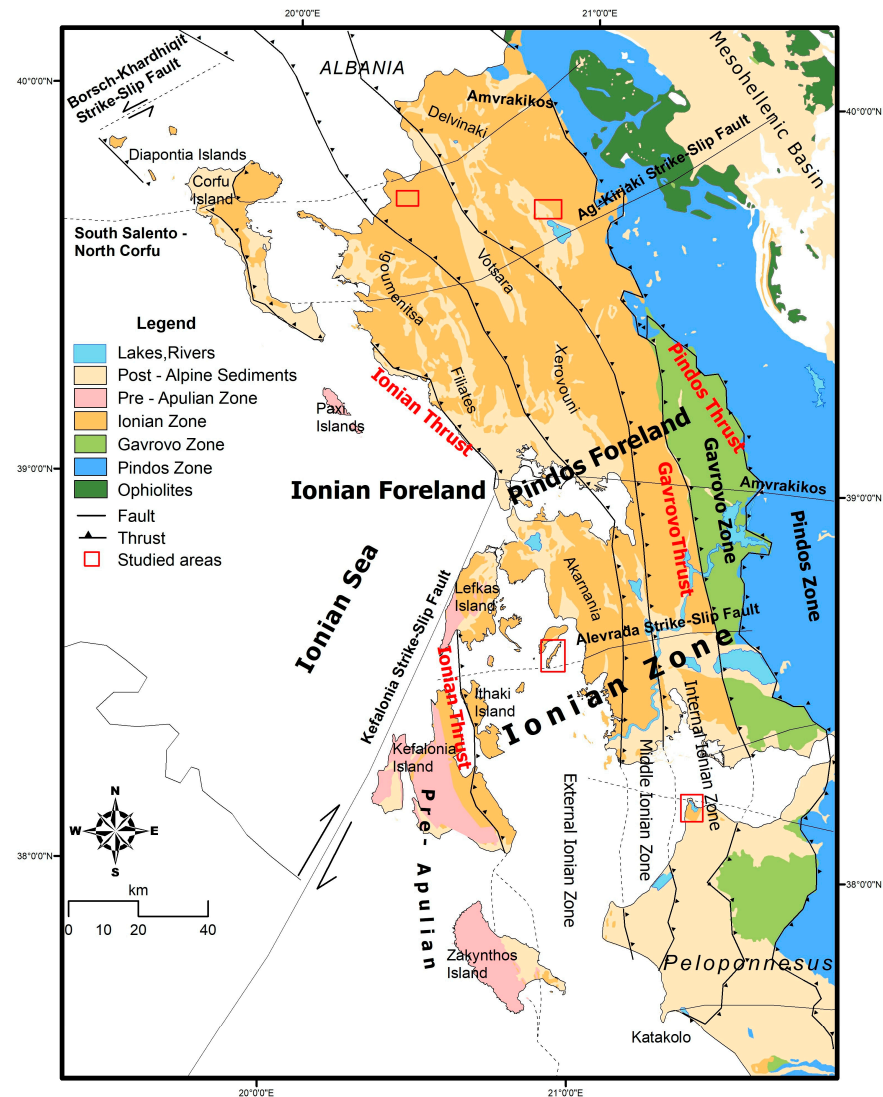 20°0'0"E
21°0'0"E
40°0'0"N
40°0'0"N
ALBANIA
Mesohellenic Basin
Borsch-Khardhiqit
Strike-Slip Fault
Amvrakikos
Delvinaki
Diapontia Islands
Corfu
Island
Ag. Kiriaki Strike-Slip Fault
South Salento -
North Corfu
Igoumenitsa
Votsara
Legend
Lakes,Rivers
Post - Alpine Sediments
Pre - Apulian Zone
Ionian Zone
Gavrovo Zone
Pindos Zone
Ophiolites
Fault
Thrust
Studied areas
Paxi
Islands
Ionian Thrust
Filiates
Xerovouni
Pindos Thrust
39°0'0"N
39°0'0"N
Ionian Foreland
Pindos Foreland
GavrovoThrust
Gavrovo Zone
Amvrakikos
Pindos Zone
Ionian Sea
Kefalonia Strike-Slip Fault
Lefkas
Island
Akarnania
Alevrada Strike-Slip Fault
Ionian Zone
Ionian Thrust
Ithaki
Island
Kefalonia
Island
Pre - Apulian
External Ionian Zone
Middle Ionian Zone
Internal Ionian Zone
N
W
E
S
km
0
10
20
40
38°0'0"N
38°0'0"N
Zakynthos
Island
Peloponnesus
Katakolo
20°0'0"E
21°0'0"E